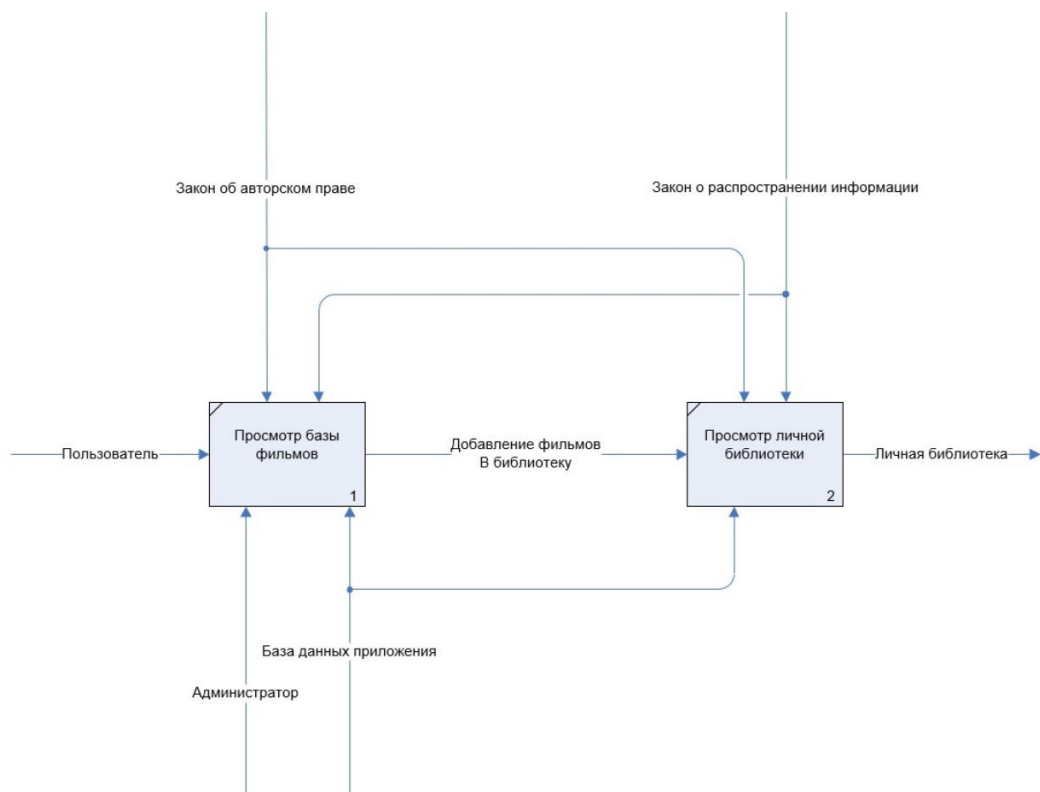 Закон об авторском праве
Закон о распространении информации
Просмотр базы
фильмов
1
Просмотр личной
библиотеки
2
Пользователь
Добавление фильмов
В библиотеку
Личная библиотека
База данных приложения
Администратор